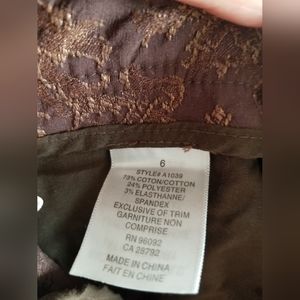 6
STYLE# A1039
73% COTON/COTTON
24% POLYESTER
3% ELASTHANNE/
SPANDEX
EXCLUSIVE OF TRIM
GARNITURE NON
COMPRISE
RN 96092
CA 28792
MADE IN CHINA
FAIT EN CHINE